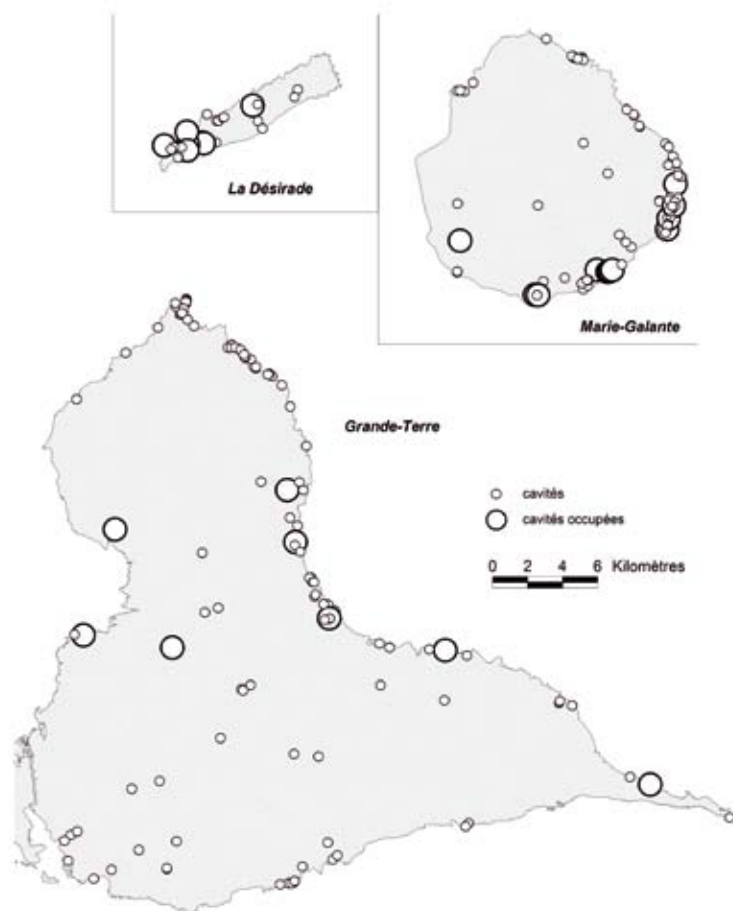 La Désirade
Marie-Galante
Grande-Terre
cavités
cavités occupées
0 2 4 6 Kilomètres